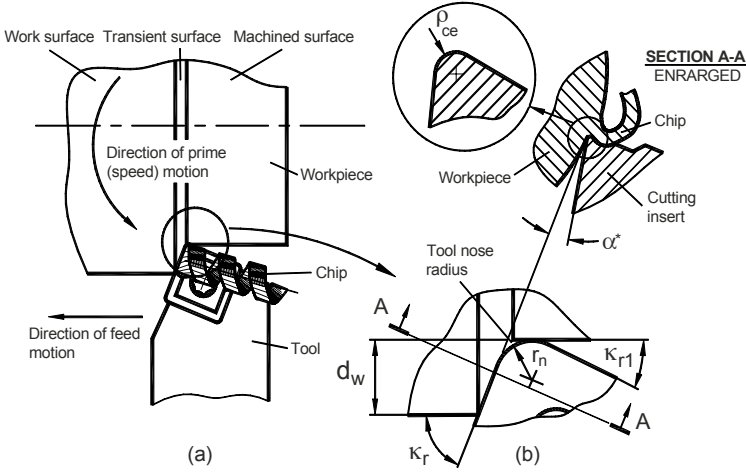 Work surface
Transient surface
Machined surface
Direction of prime
(speed) motion
Workpiece
Chip
Direction of feed
motion
Tool
(a)
ρce
SECTION A-A
ENRARGED
Chip
Workpiece
Cutting
insert
α*
Tool nose
radius
A
rn
κr1
dw
A
κr
(b)